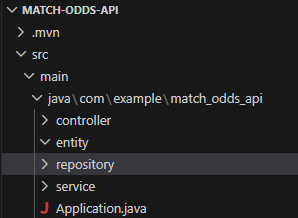 MATCH-ODDS-API
.mvn
src
main
java\com\example\match_odds_api
controller
entity
repository
service
J Application.java